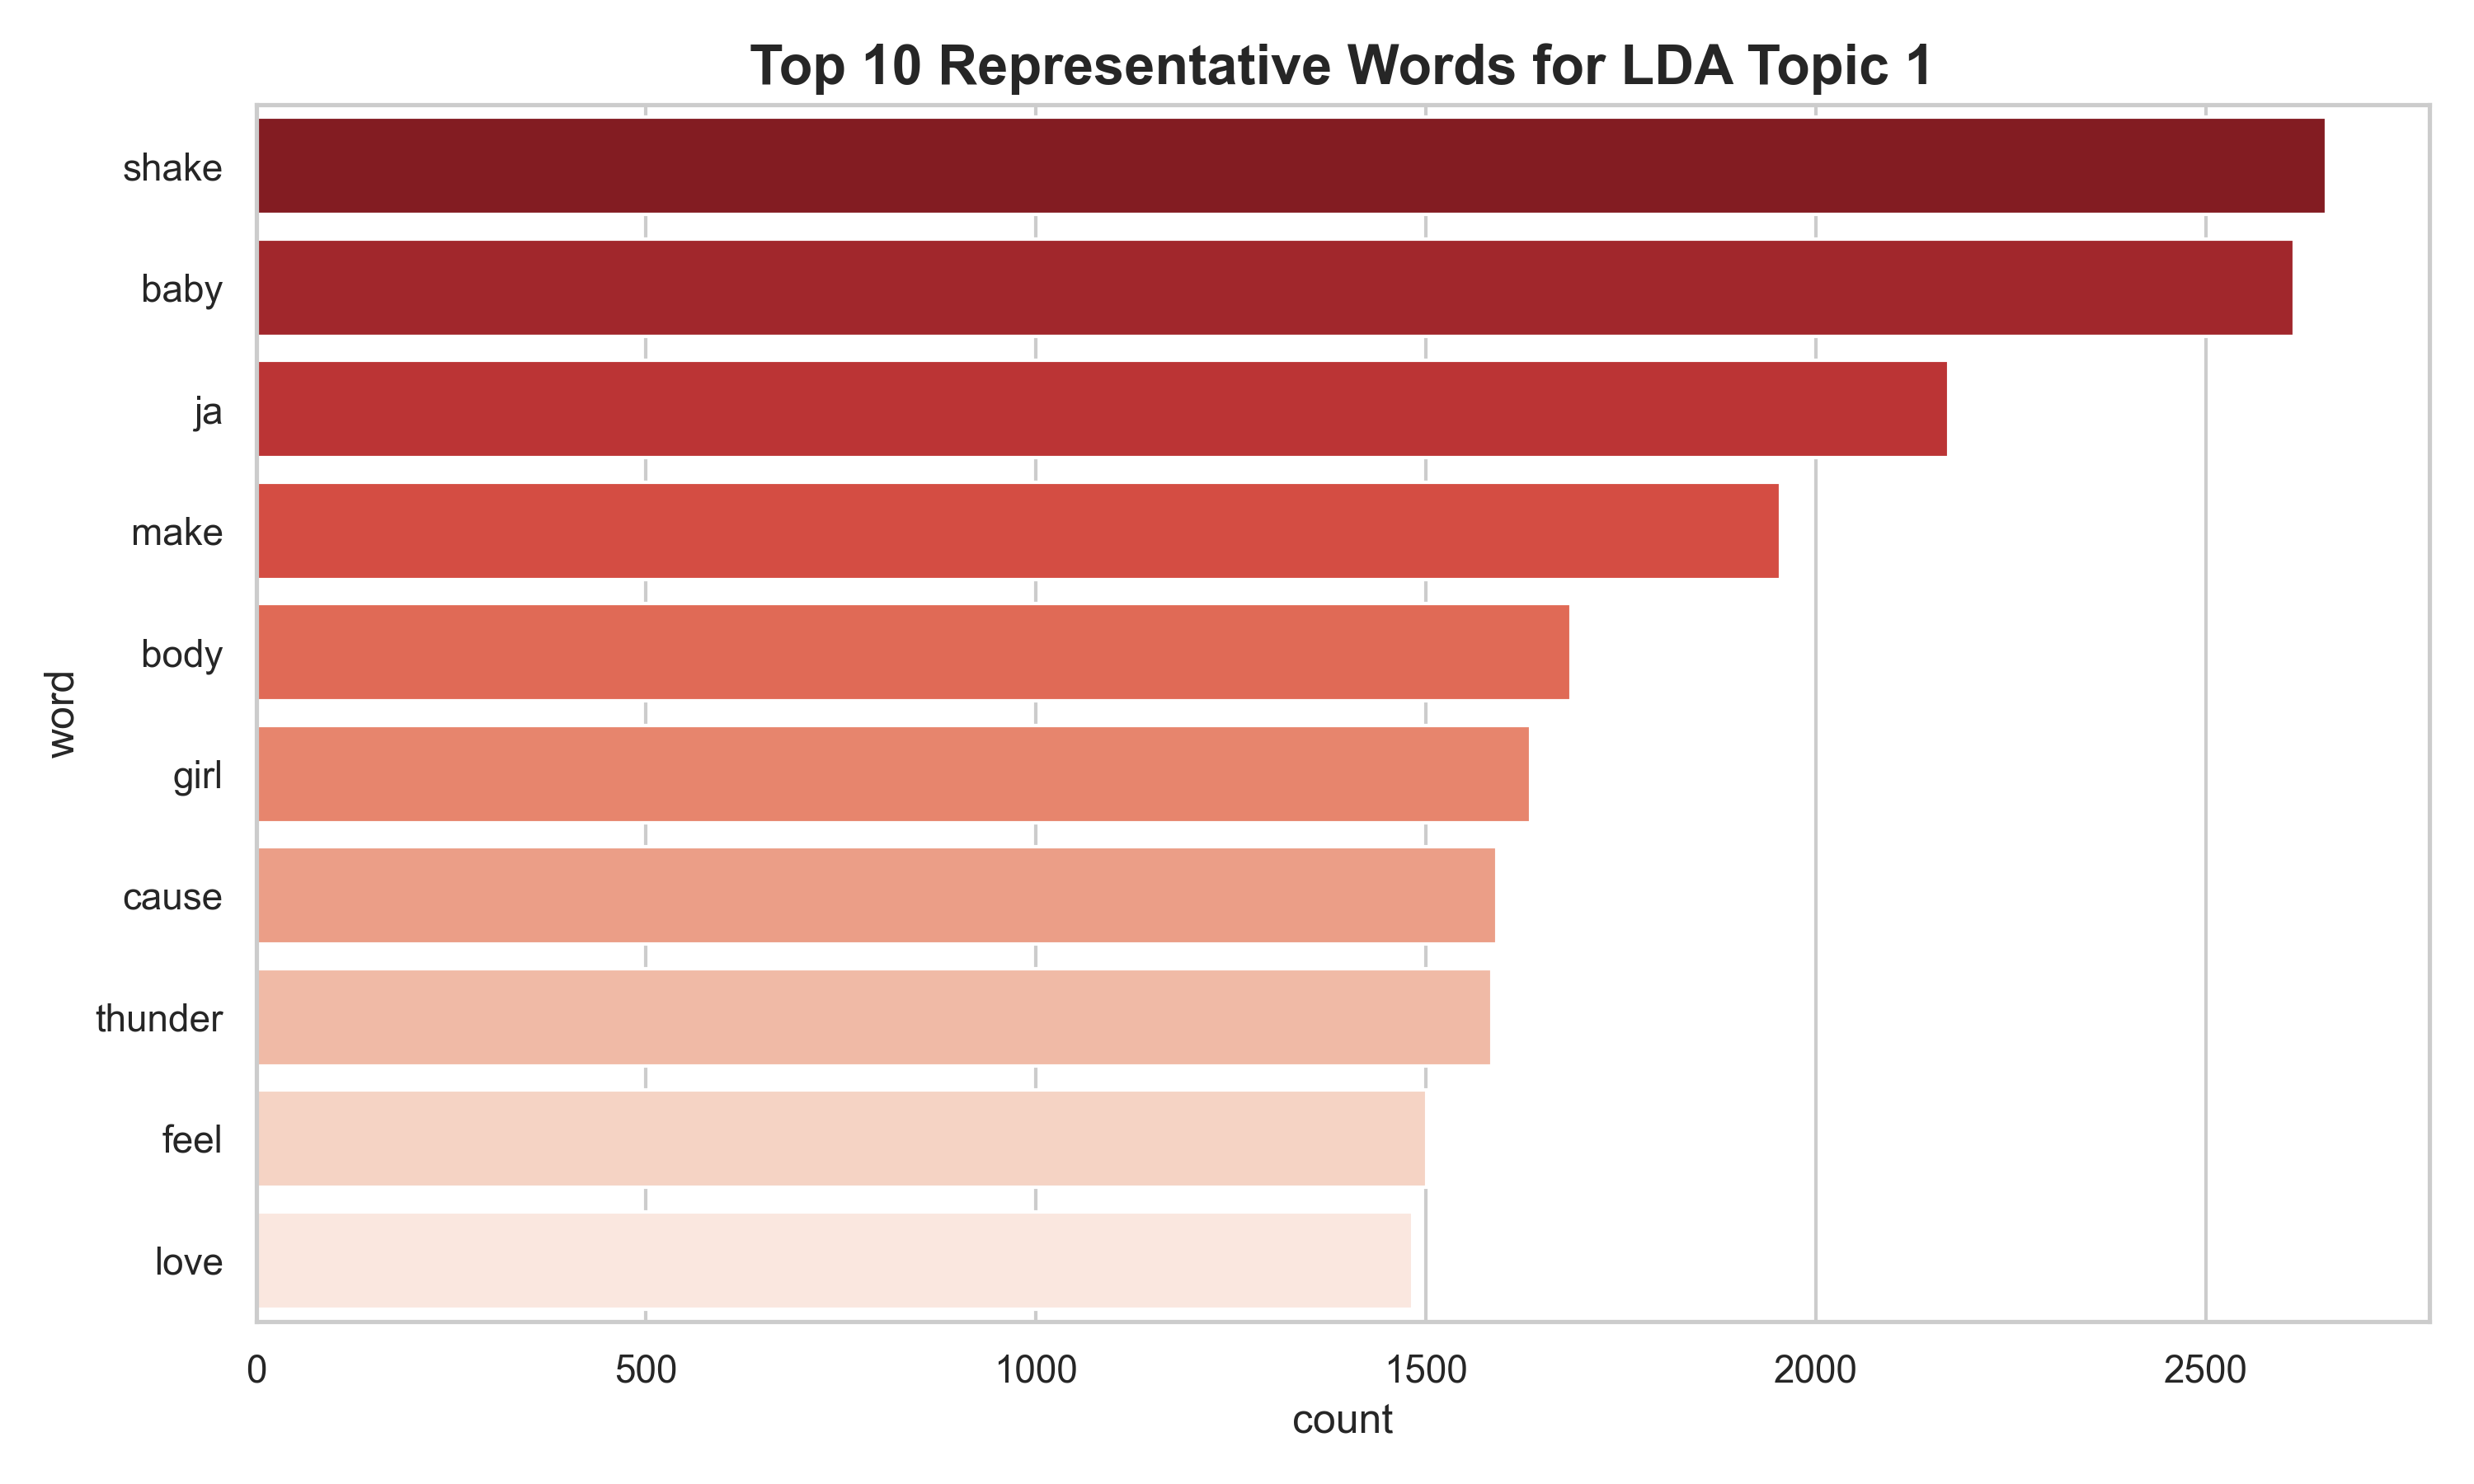 Top 10 Representative Words for LDA Topic 1
shake
baby
ja
make
body
girl
cause
thunder
feel
love
word
0 500 1000 1500 2000 2500
count